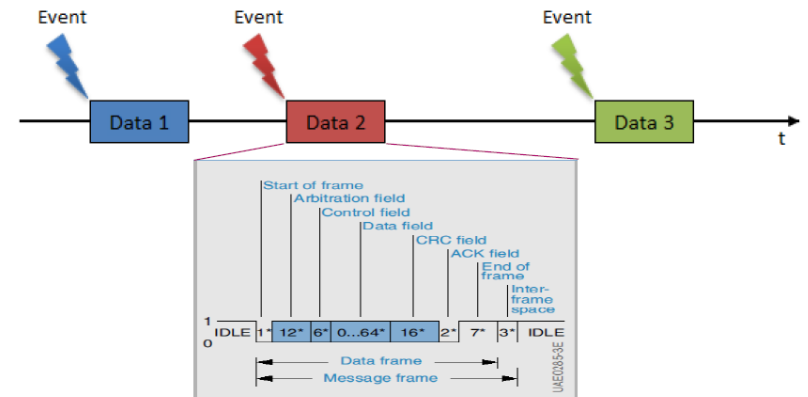 Event
Event
Event
Data 1
Data 2
Data 3
t
Start of frame
Arbitration field
Control field
Data field
CRC field
ACK field
End of
frame
Inter-
frame
space
1
0
IDLE
1*
12*
6*
0...64*
16*
2*
7*
3*
IDLE
Data frame
Message frame
UAE0285-3E